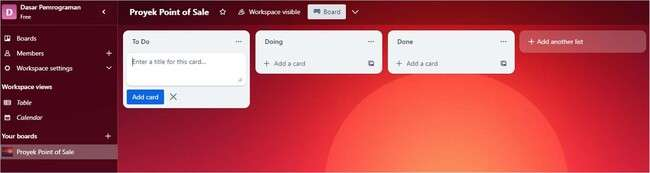 D
Dasar Pemrograman
Free
Boards
Members
Workspace settings
Workspace views
Table
Calendar
Your boards
Proyek Point of Sale
Proyek Point of Sale
Workspace visible
Board
To Do
Enter a title for this card...
Add card
Doing
Add a card
Done
Add a card
Add another list